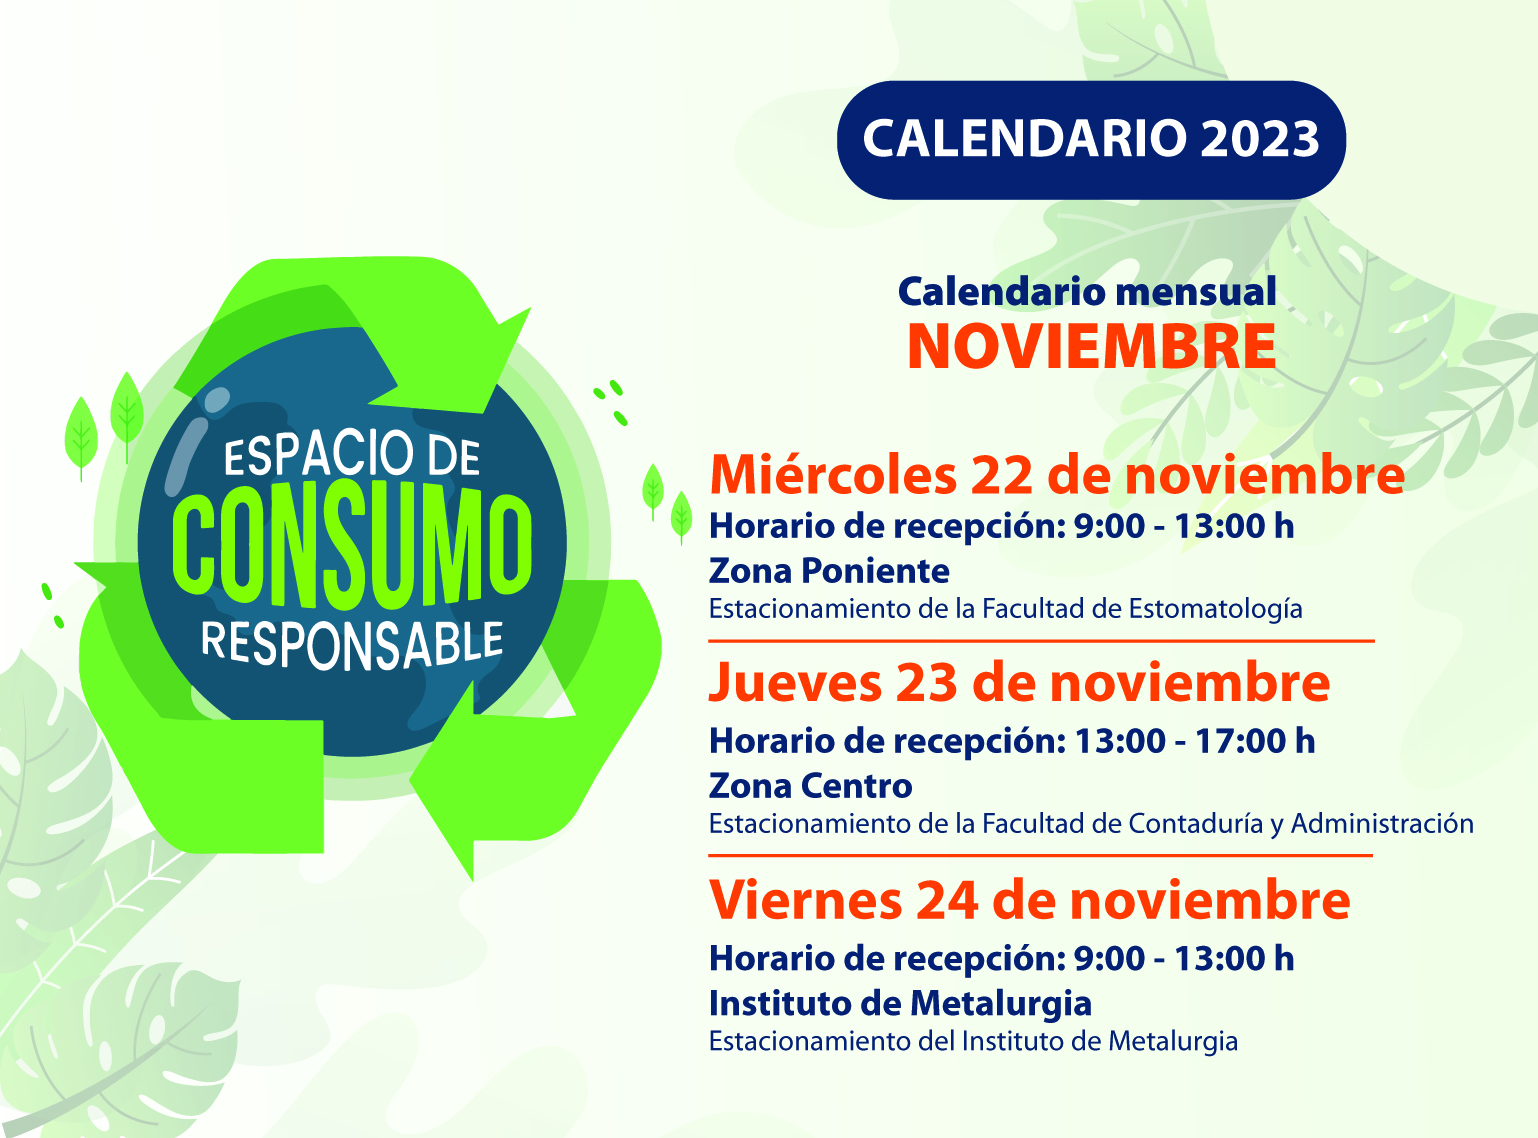 CALENDARIO 2023
Calendario mensual
NOVIEMBRE
ESPACIO DE
CONSUMO
RESPONSABLE
Miércoles 22 de noviembre
Horario de recepción: 9:00 - 13:00 h
Zona Poniente
Estacionamiento de la Facultad de Estomatología
Jueves 23 de noviembre
Horario de recepción: 13:00 - 17:00 h
Zona Centro
Estacionamiento de la Facultad de Contaduría y Administración
Viernes 24 de noviembre
Horario de recepción: 9:00 - 13:00 h
Instituto de Metalurgia
Estacionamiento del Instituto de Metalurgia